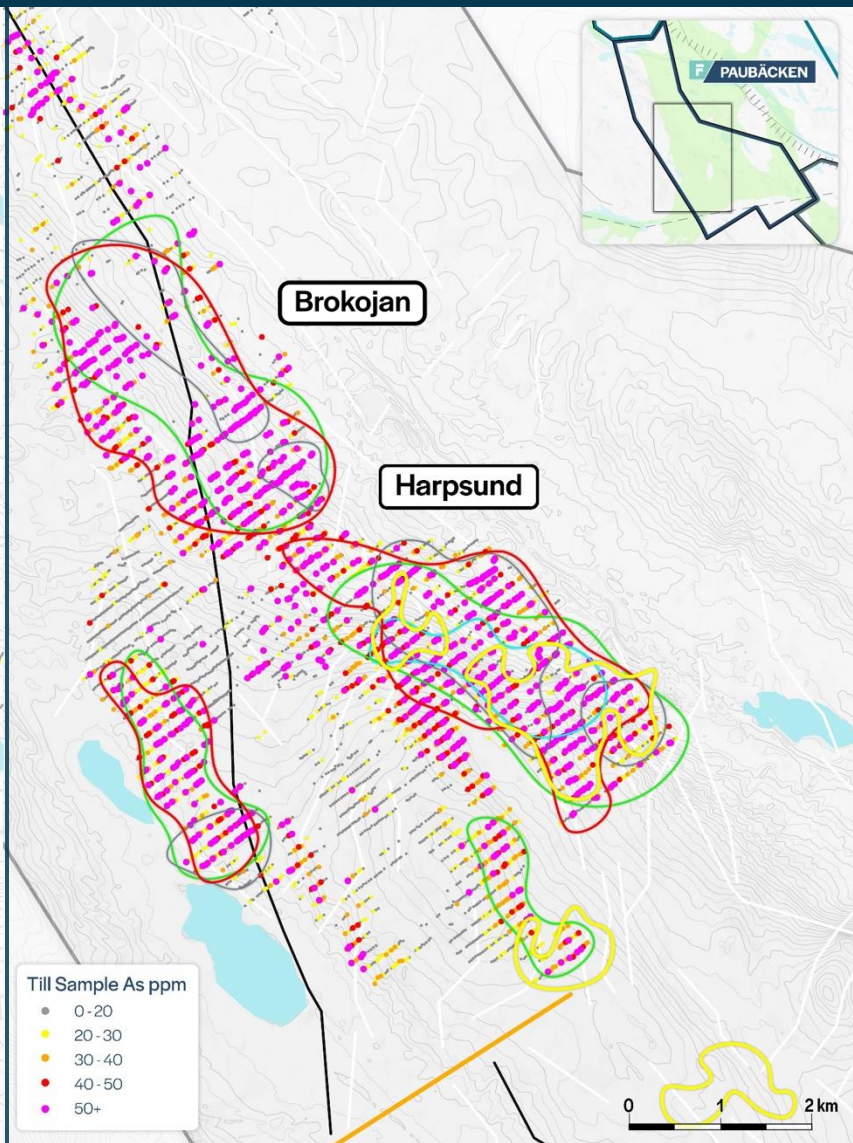 F PAUBÄCKEN
Brokojan
Harpsund
Till Sample As ppm
0-20
20-30
30-40
40-50
50+
0 1 2 km